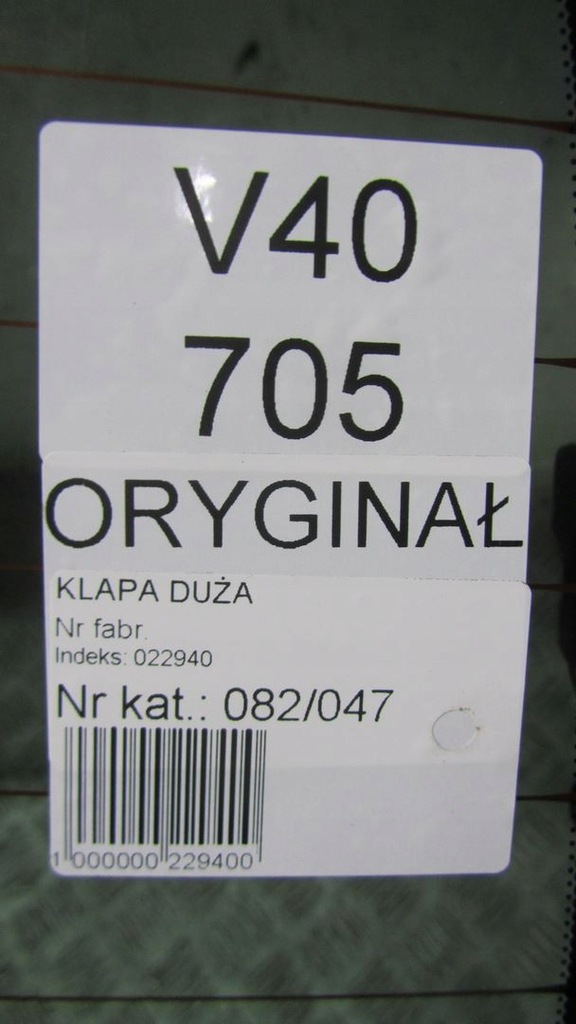 V40
705
ORYGINAŁ
KLAPA DUŻA
Nr fabr.
Indeks: 022940
Nr kat.: 082/047
1 000000 229400